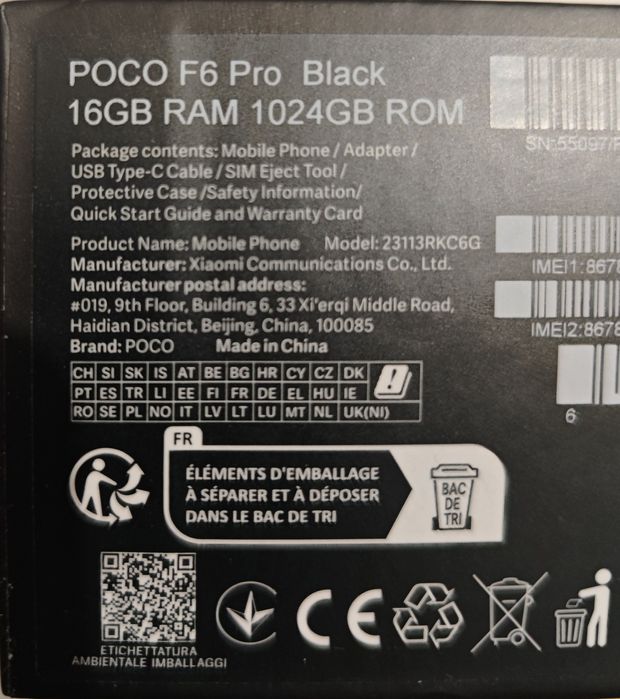 POCO F6 Pro Black
16GB RAM 1024GB ROM
Package contents: Mobile Phone / Adapter /
USB Type-C Cable / SIM Eject Tool /
Protective Case /Safety Information/
Quick Start Guide and Warranty Card
Product Name: Mobile Phone Model: 23113RKC6G
Manufacturer: Xiaomi Communications Co., Ltd.
Manufacturer postal address:
#019, 9th Floor, Building 6, 33 Xi'erqi Middle Road,
Haidian District, Beijing, China, 100085
Brand: POCO Made in China
SN:55097/
IMEI1:8678
IMEI2:8678
6
CH SI SK IS AT BE BG HR CY CZ DK
PT ES TR LI EE FI FR DE EL HU IE
RO SE PL NO IT LV LT LU MT NL UK(NI)
FR
ÉLÉMENTS D'EMBALLAGE
À SÉPARER ET À DÉPOSER
DANS LE BAC DE TRI
BAC
DE
TRI
ETICHETTATURA
AMBIENTALE IMBALLAGGI
CE